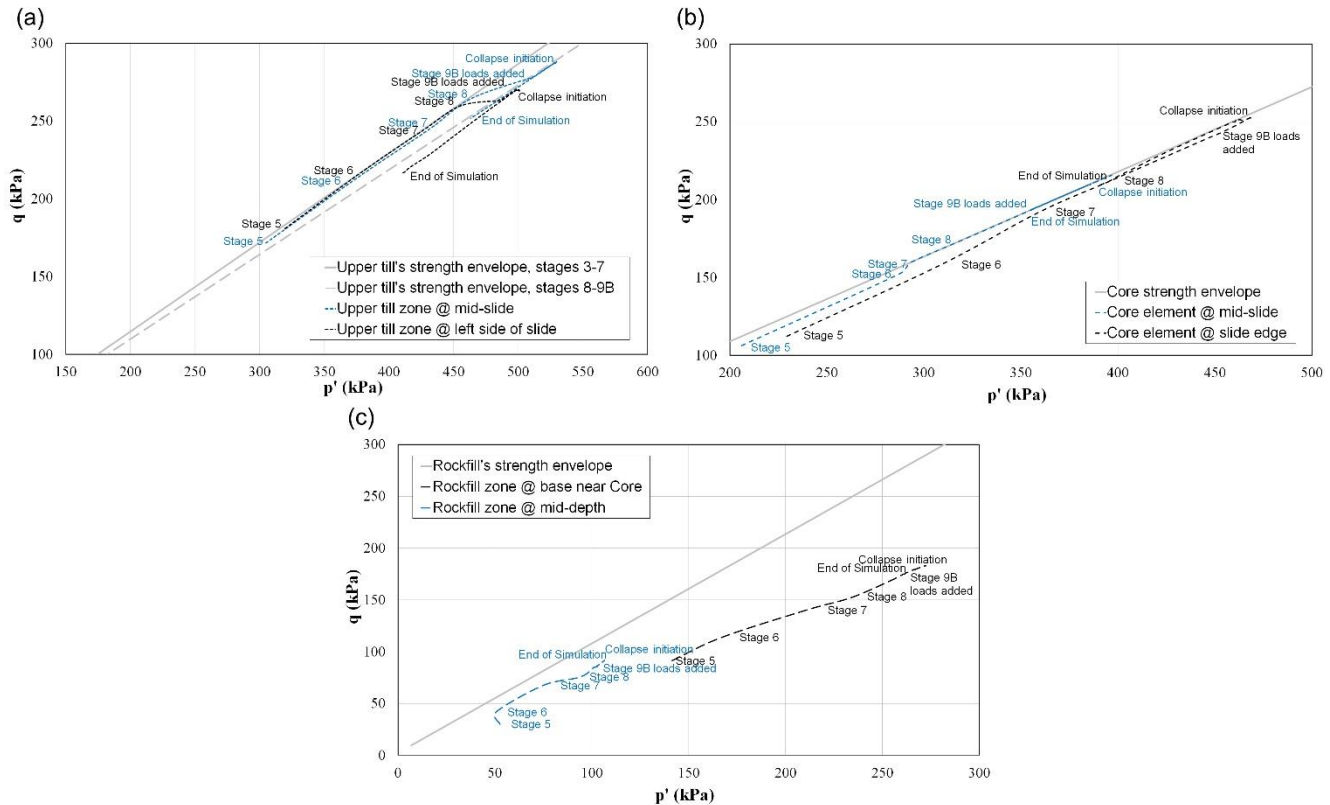 (a)
300
250
200
150
100
q (kPa)
150 200 250 300 350 400 450 500 550 600
p' (kPa)
Collapse initiation
Stage 9B loads added
Stage 9B loads added
Stage 8
Stage 8
Collapse initiation
Stage 7
Stage 7
End of Simulation
Stage 6
Stage 6
End of Simulation
Stage 5
Stage 5
Upper till's strength envelope, stages 3-7
Upper till's strength envelope, stages 8-9B
Upper till zone @ mid-slide
Upper till zone @ left side of slide
(b)
300
250
200
150
100
q (kPa)
200 250 300 350 400 450 500
p' (kPa)
Collapse initiation
Stage 9B loads
added
End of Simulation
Stage 8
Collapse initiation
Stage 9B loads added
Stage 7
End of Simulation
Stage 8
Stage 7
Stage 6
Stage 6
Stage 5
Stage 5
Core strength envelope
Core element @ mid-slide
Core element @ slide edge
(c)
300
250
200
150
100
50
0
q (kPa)
0 50 100 150 200 250 300
p' (kPa)
Rockfill's strength envelope
Rockfill zone @ base near Core
Rockfill zone @ mid-depth
Collapse initiation
End of Simulation
Stage 9B
loads added
Stage 8
Stage 7
Stage 6
Stage 5
Collapse initiation
End of Simulation
Stage 9B loads added
Stage 8
Stage 7
Stage 6
Stage 5